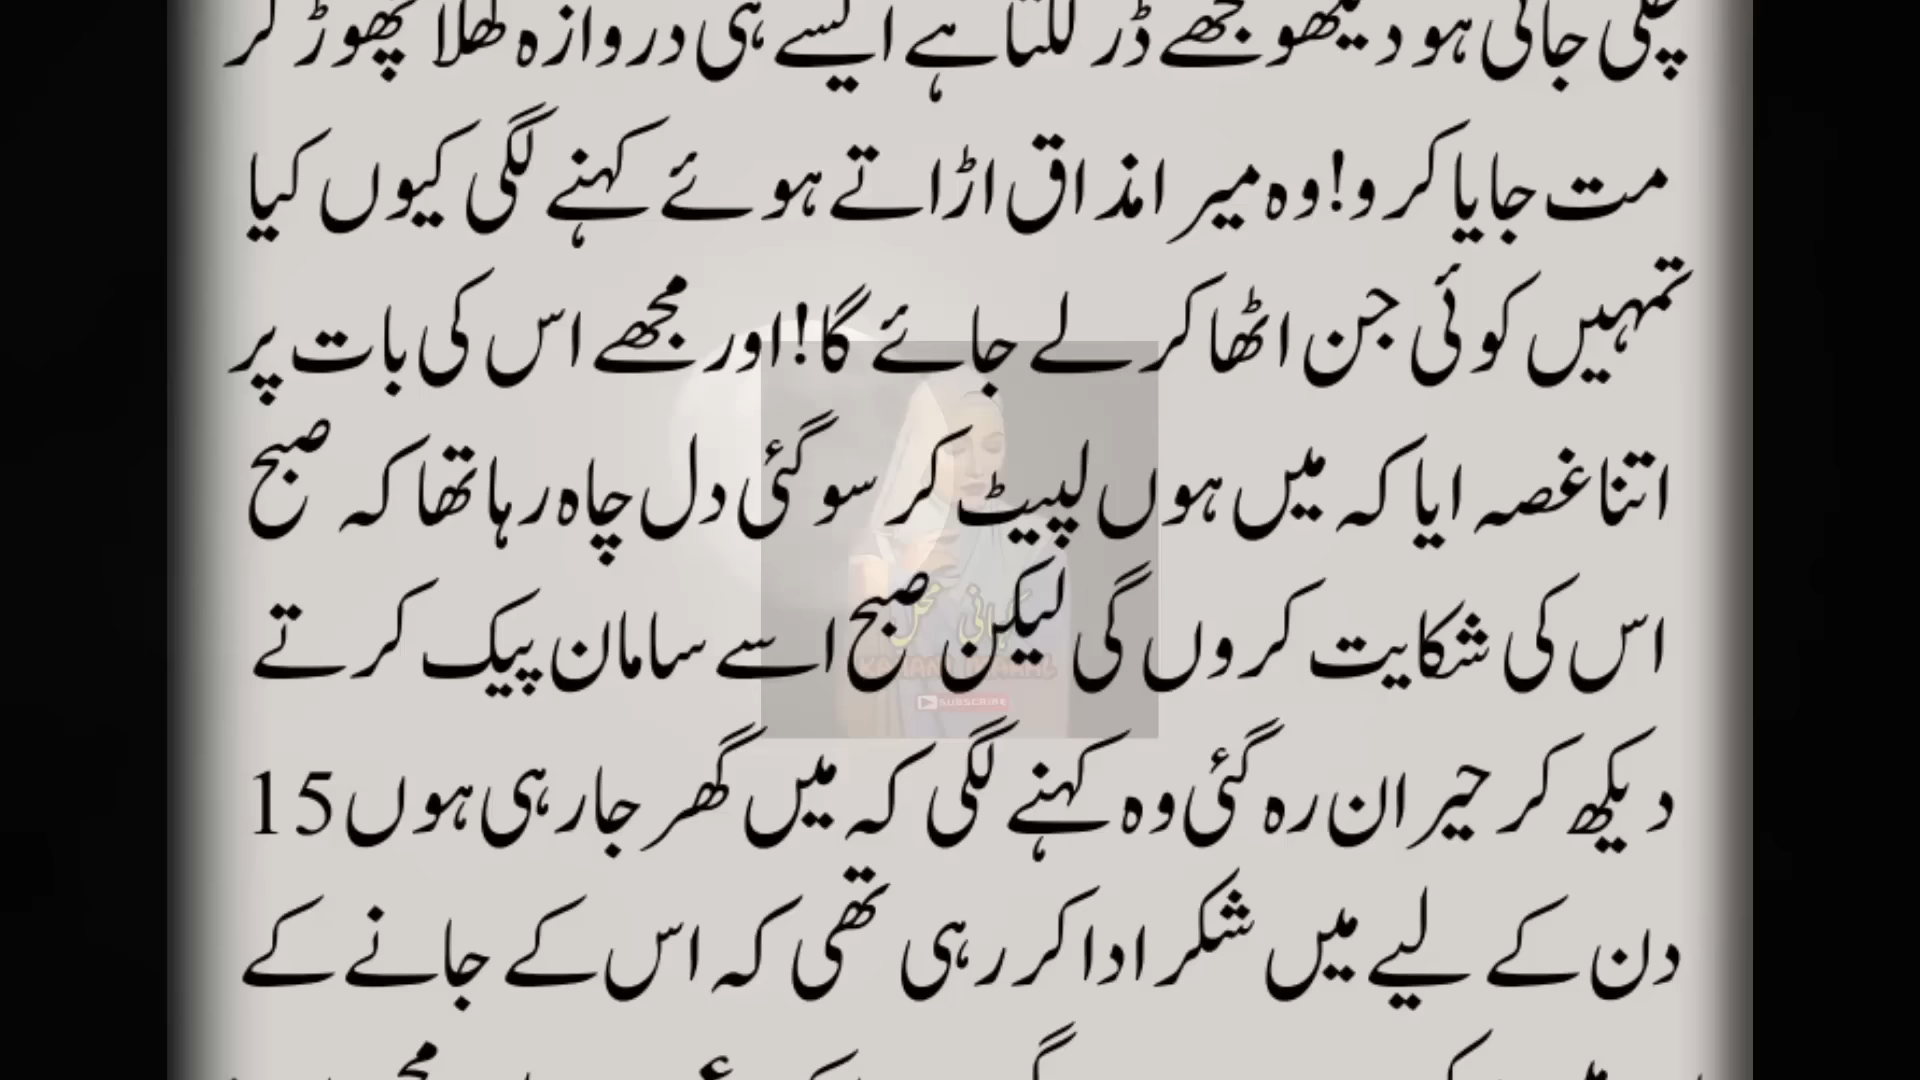 چلی جاتی ہو دیکھو مجھے ڈر لگتا ہے ایسے ہی دروازہ کھلا چھوڑ کر
مت جایا کرو! وہ میرا مذاق اڑاتے ہوئے کہنے لگی کیوں کیا
تمہیں کوئی جن اٹھا کر لے جائے گا! اور مجھے اس کی بات پر
اتنا غصہ ایا کہ میں ہوں لپیٹ کر سو گئی دل چاہ رہا تھا کہ صبح
اس کی شکایت کروں گی لیکن صبح اسے سامان پیک کرتے
دیکھ کر حیران رہ گئی وہ کہنے لگی کہ میں گھر جا رہی ہوں 15
دن کے لیے میں شکر ادا کر رہی تھی کہ اس کے جانے کے
کہانی محل
KAHANI MAHAL
SUBSCRIBE